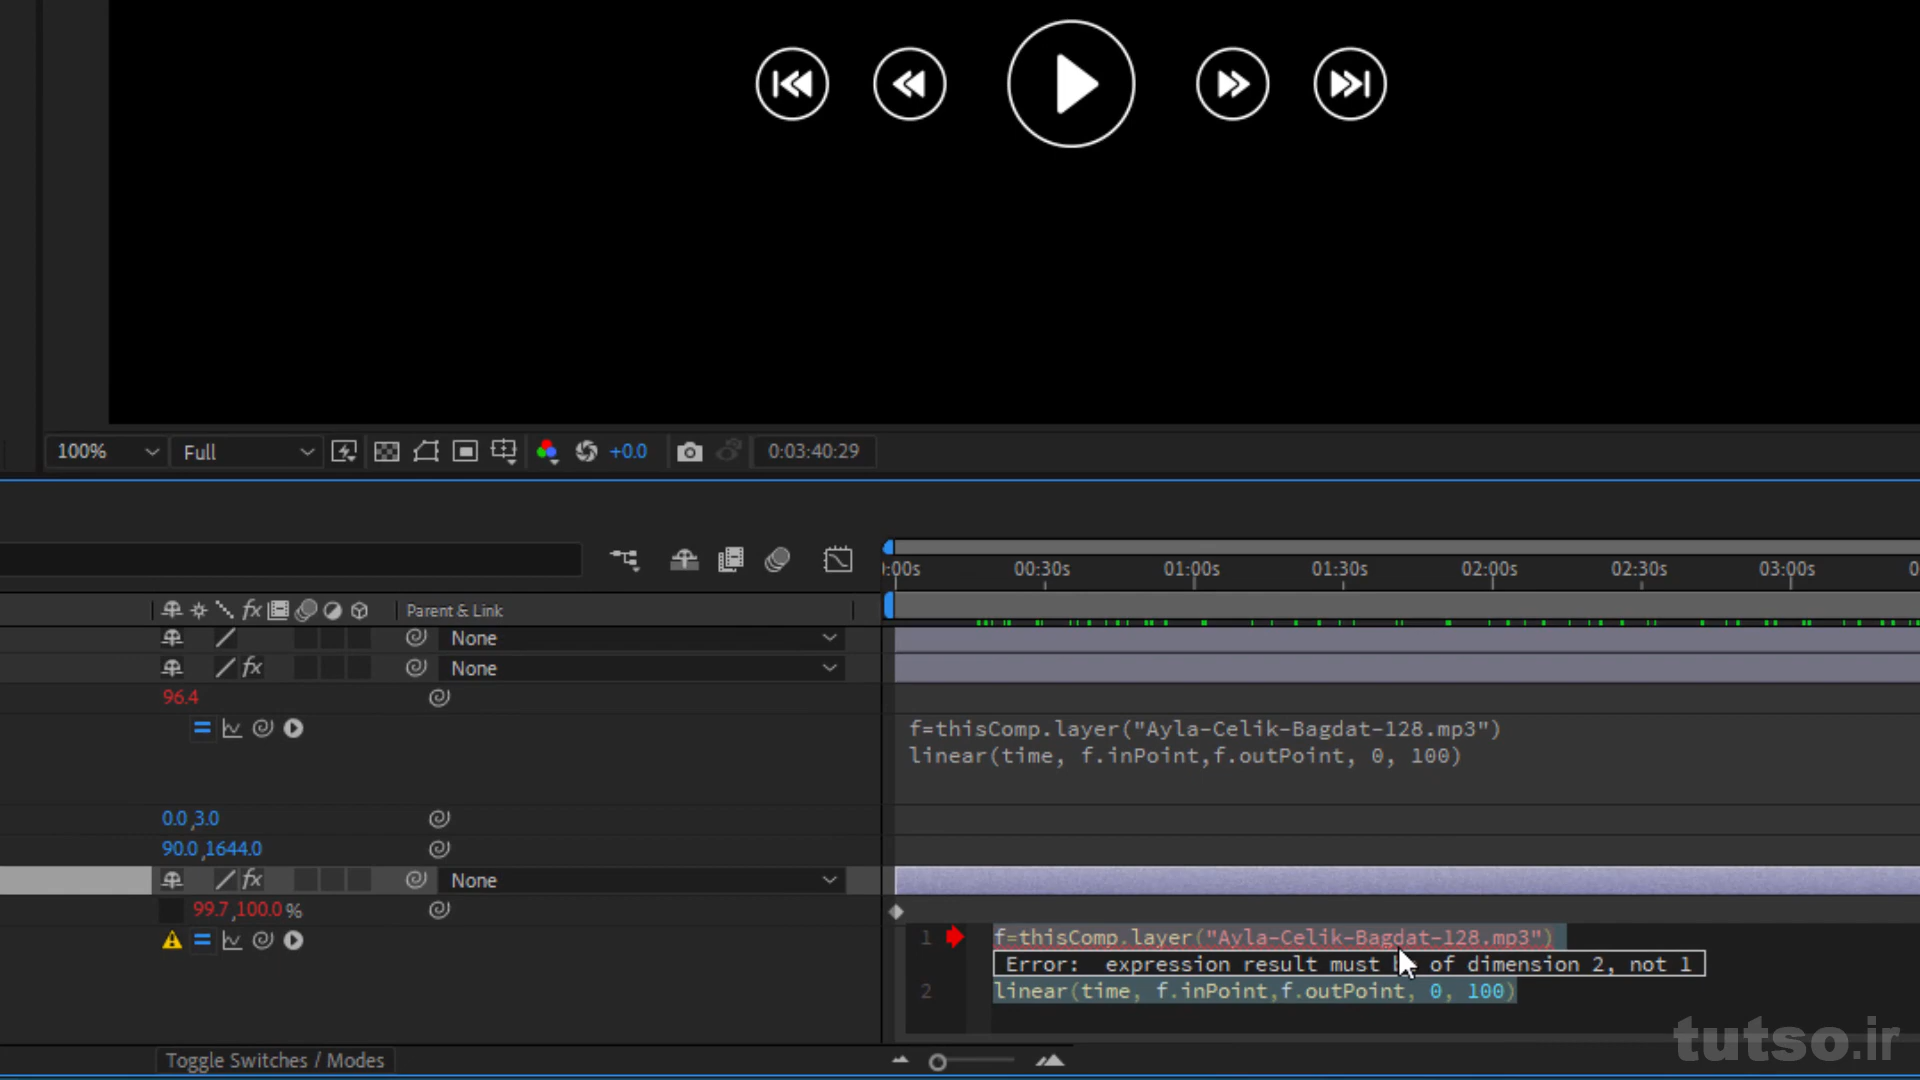 100%
Full
+0.0
0:03:40:29
:00s
00:30s
01:00s
01:30s
02:00s
02:30s
03:00s
fx
Parent & Link
None
fx
None
96.4
f=thisComp.layer("Ayla-Celik-Bagdat-128.mp3")
linear(time, f.inPoint,f.outPoint, 0, 100)
0.0,3.0
90.0,1644.0
fx
None
99.7,100.0%
1
f=thisComp.layer("Ayla-Celik-Bagdat-128.mp3")
Error: expression result must be of dimension 2, not 1
2
linear(time, f.inPoint,f.outPoint, 0, 100)
Toggle Switches / Modes
tutso.ir